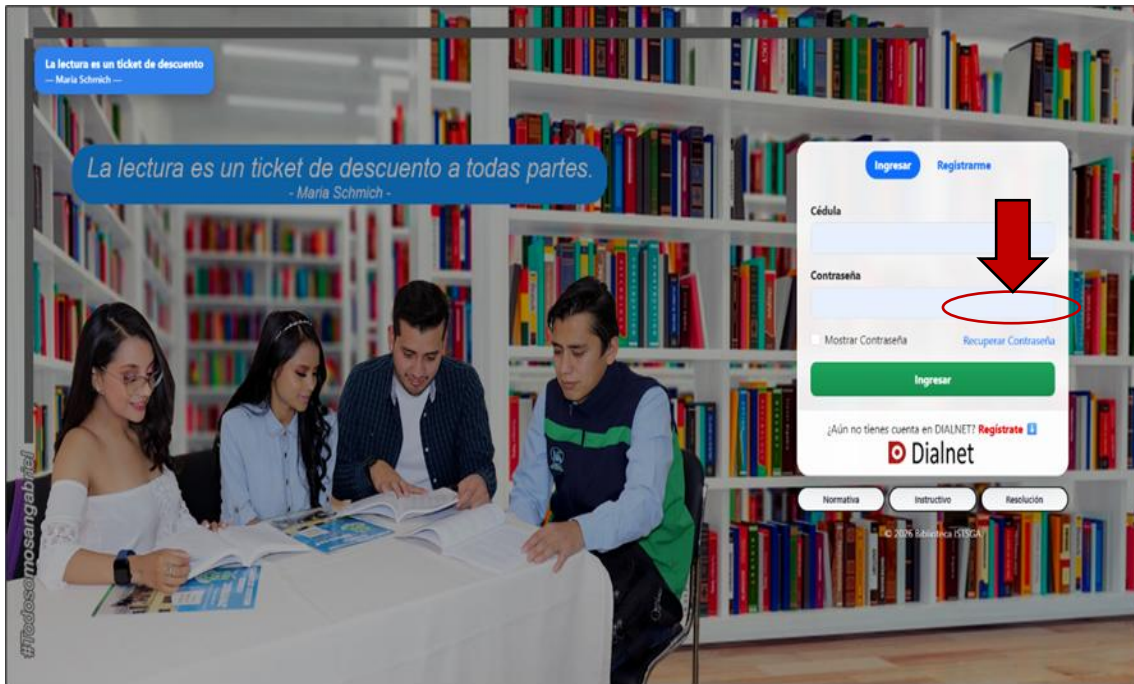 La lectura es un ticket de descuento
— Maria Schmich —
La lectura es un ticket de descuento a todas partes.
- Maria Schmich -
Ingresar
Registrarme
Cédula
Contraseña
Mostrar Contraseña
Recuperar Contraseña
Ingresar
¿Aún no tienes cuenta en DIALNET? Regístrate
Dialnet
Normativa
Instructivo
Resolución
© 2026 Biblioteca ISTSGA
#Todosomosangabriel